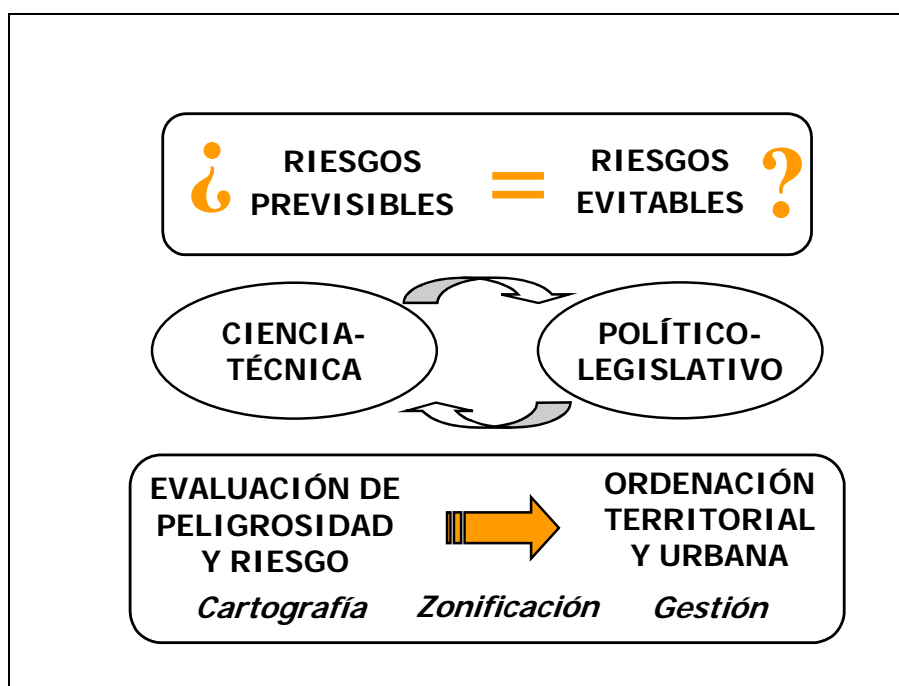 ¿ RIESGOS PREVISIBLES = RIESGOS EVITABLES ?
CIENCIA-
TÉCNICA
POLÍTICO-
LEGISLATIVO
EVALUACIÓN DE
PELIGROSIDAD
Y RIESGO
ORDENACIÓN
TERRITORIAL
Y URBANA
Cartografía
Zonificación
Gestión